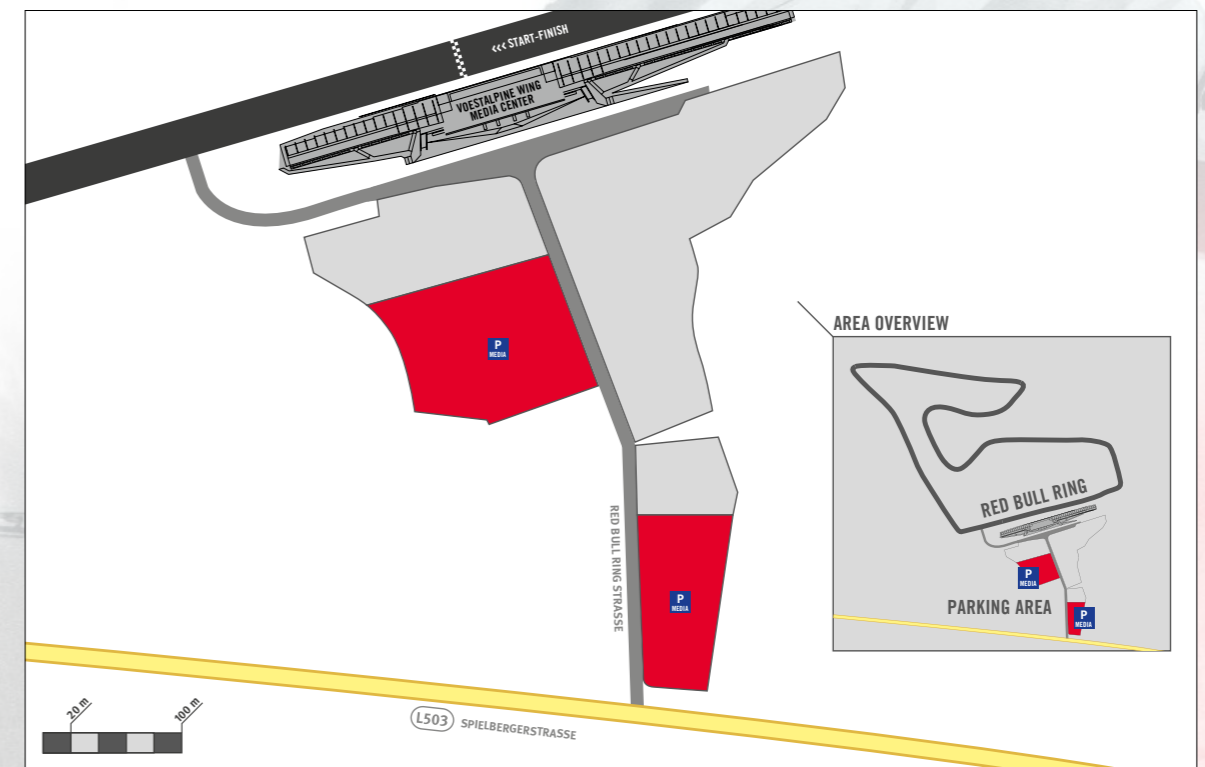 <<< START-FINISH
VOESTALPINE WING
MEDIA CENTER
P
MEDIA
RED BULL RING STRASSE
P
MEDIA
L503 SPIELBERGERSTRASSE
20 m
100 m
AREA OVERVIEW
RED BULL RING
P
MEDIA
PARKING AREA
P
MEDIA